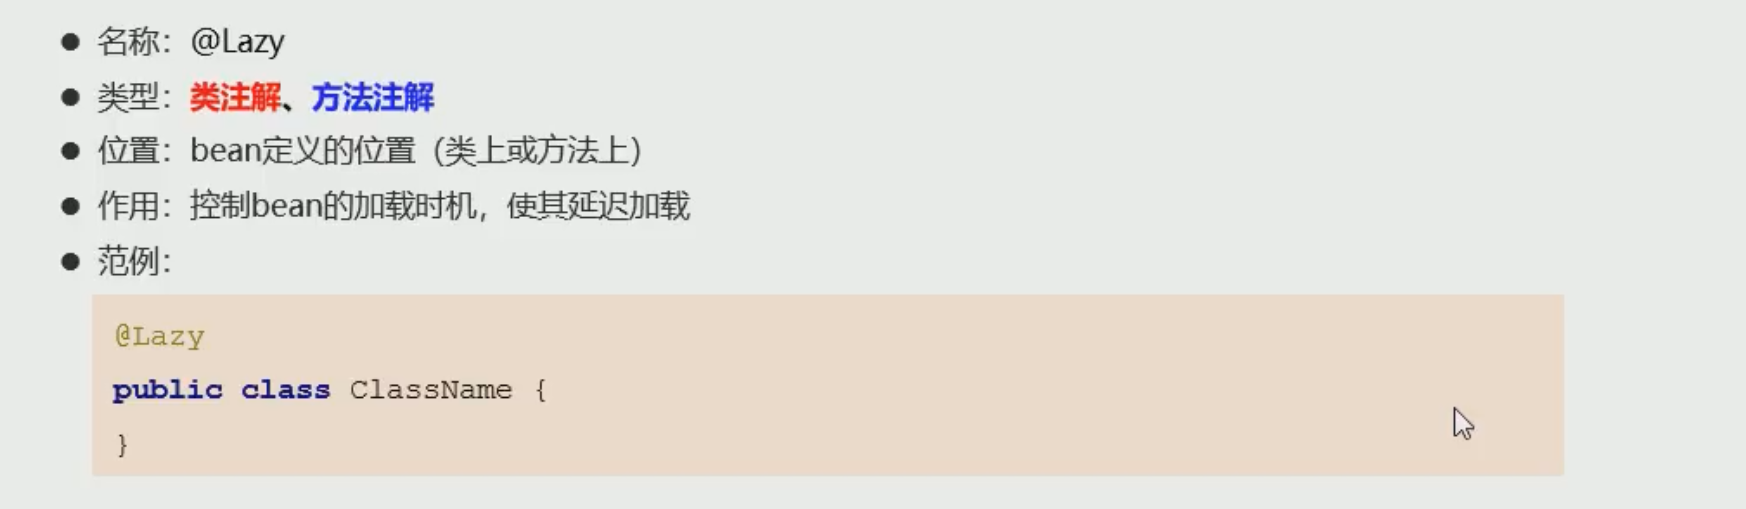 ● 名称：@Lazy
● 类型：类注解、方法注解
● 位置：bean定义的位置（类上或方法上）
● 作用：控制bean的加载时机，使其延迟加载
● 范例：
@Lazy
public class ClassName {
}